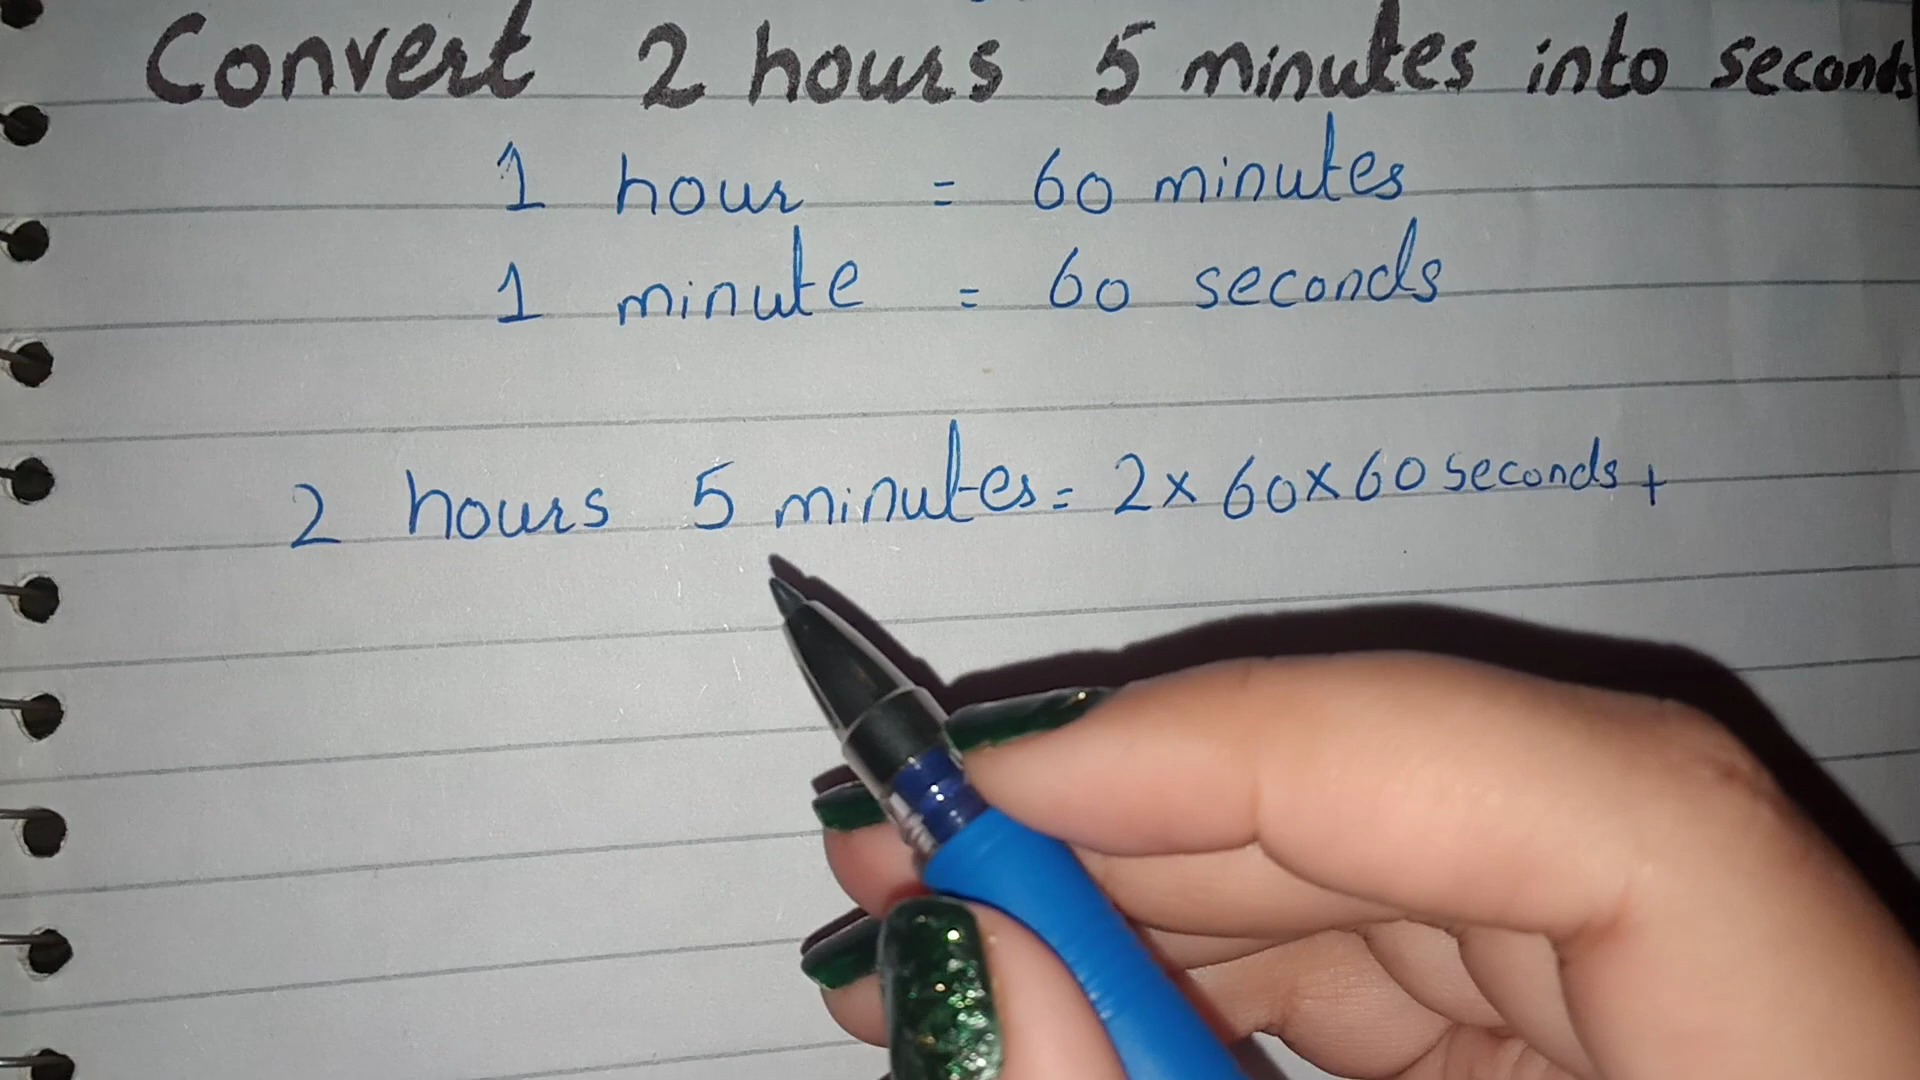 Convert 2 hours 5 minutes into seconds
1 hour = 60 minutes
1 minute = 60 seconds
2 hours 5 minutes = 2 x 60 x 60 seconds +